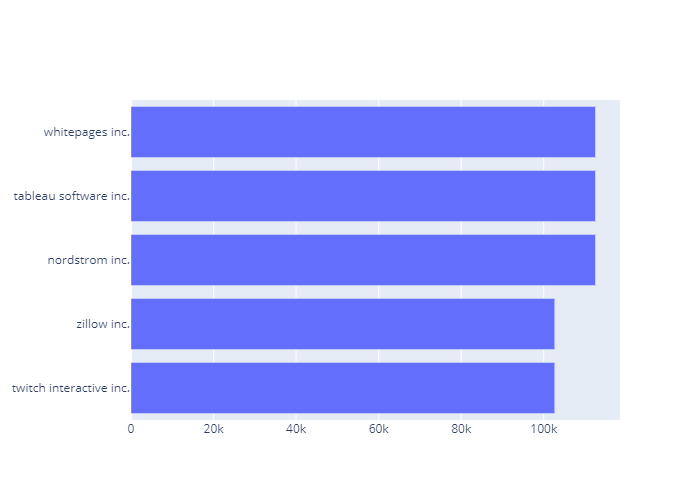 whitepages inc.
tableau software inc.
nordstrom inc.
zillow inc.
twitch interactive inc.
0 20k 40k 60k 80k 100k